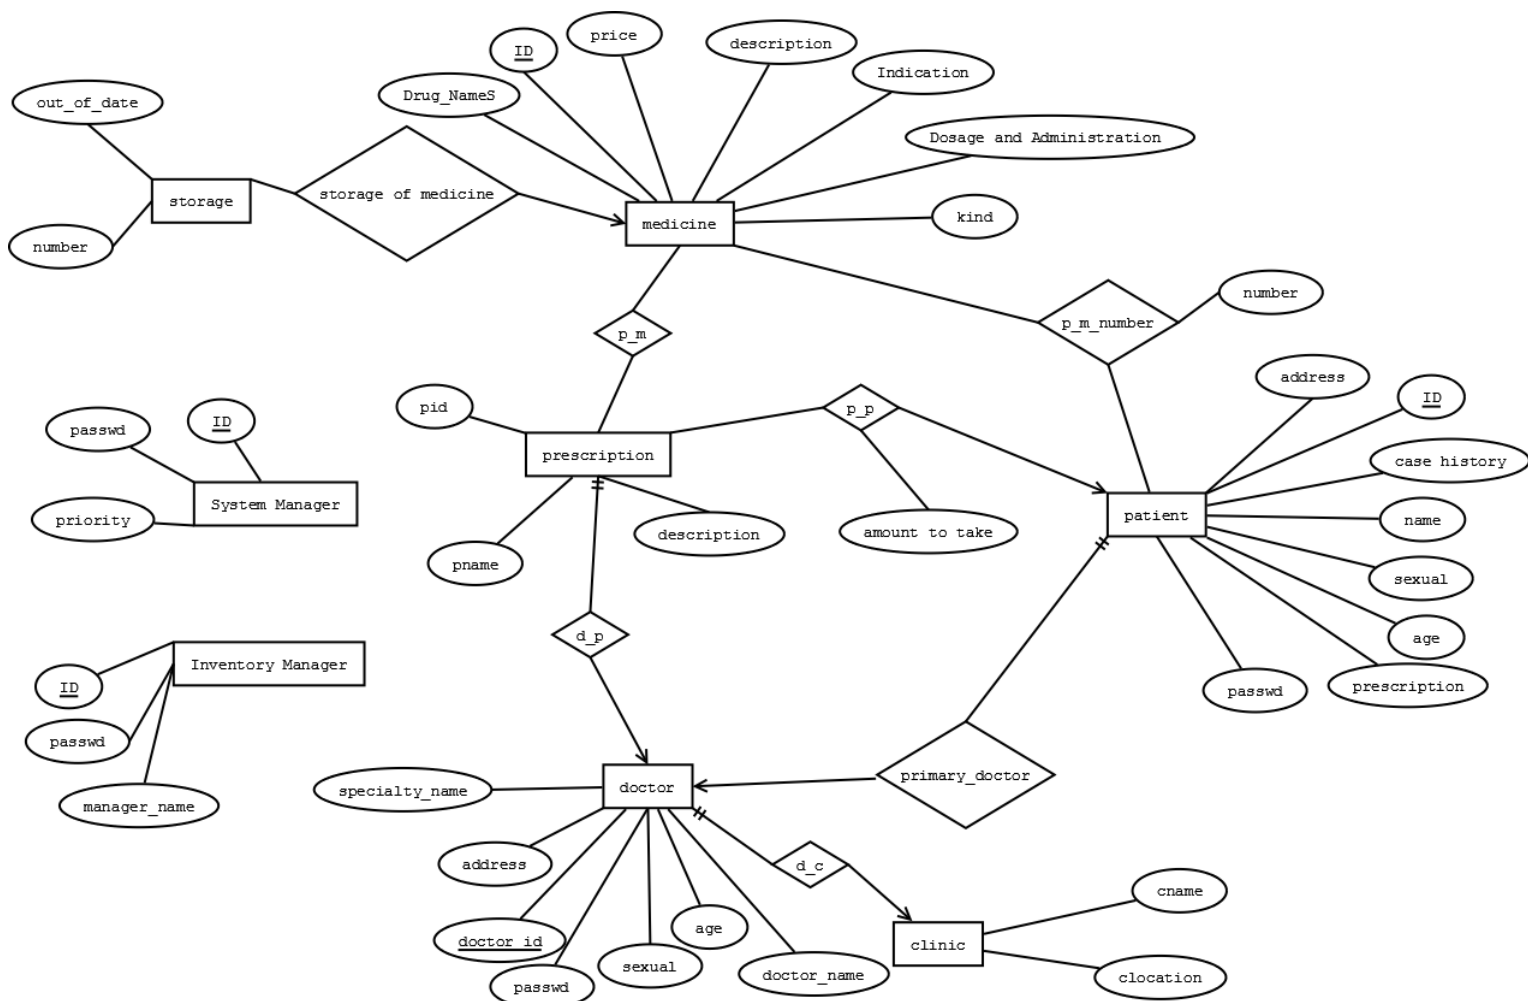 price
description
ID
Indication
Drug_NameS
out_of_date
Dosage and Administration
storage of medicine
storage
kind
medicine
number
number
p_m_number
p_m
address
ID
pid
p_p
passwd
ID
prescription
case history
System Manager
patient
name
priority
description
amount to take
pname
sexual
d_p
age
Inventory Manager
ID
prescription
passwd
passwd
primary_doctor
doctor
specialty_name
manager_name
address
d_c
cname
age
doctor_id
clinic
sexual
doctor_name
clocation
passwd